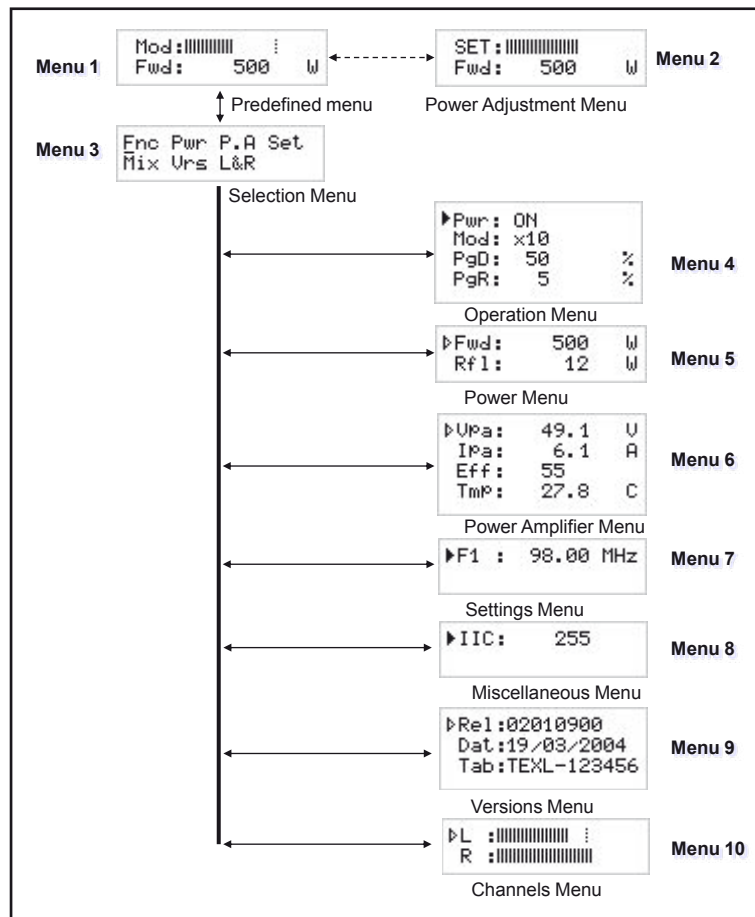 Menu 1
Mod:
Fwd: 500 W
SET:
Fwd: 500 W
Menu 2
Predefined menu
Power Adjustment Menu
Menu 3
Fnc Pwr P.A Set
Mix Vrs L&R
Selection Menu
Pwr: ON
Mod: x10
PgD: 50 %
PgR: 5 %
Menu 4
Operation Menu
Fwd: 500 W
Rfl: 12 W
Menu 5
Power Menu
Vpa: 49.1 V
Ipa: 6.1 A
Eff: 55
Tmp: 27.8 C
Menu 6
Power Amplifier Menu
F1 : 98.00 MHz
Menu 7
Settings Menu
IIC: 255
Menu 8
Miscellaneous Menu
Rel:02010900
Dat:19/03/2004
Tab:TEXL-123456
Menu 9
Versions Menu
L :
R :
Menu 10
Channels Menu